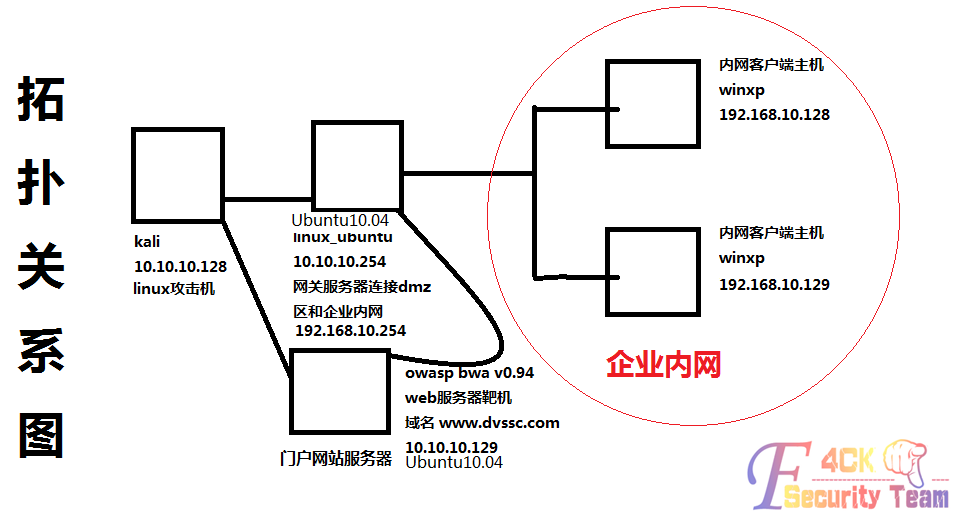 拓扑关系图
kali
10.10.10.128
linux攻击机
Ubuntu10.04
linux_ubuntu
10.10.10.254
网关服务器连接dmz
区和企业内网
192.168.10.254
门户网站服务器
owasp bwa v0.94
web服务器靶机
域名 www.dvssc.com
10.10.10.129
Ubuntu10.04
内网客户端主机
winxp
192.168.10.128
内网客户端主机
winxp
192.168.10.129
企业内网
F4CK
Security Team